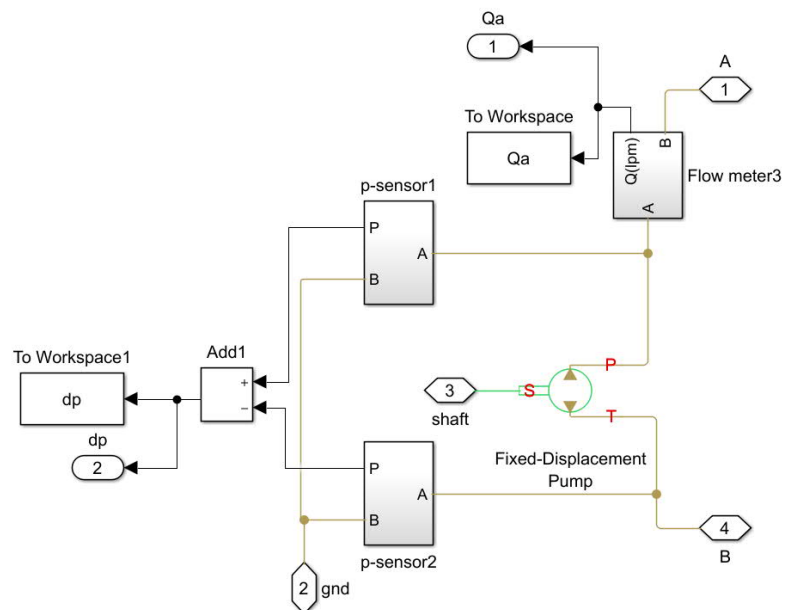 Qa
1
A
1
To Workspace
Qa
Q(lpm)
B
Flow meter3
A
p-sensor1
P
A
B
To Workspace1
dp
Add1
+
−
dp
2
3
S
shaft
P
T
Fixed-Displacement
Pump
P
A
B
p-sensor2
4
B
2
gnd